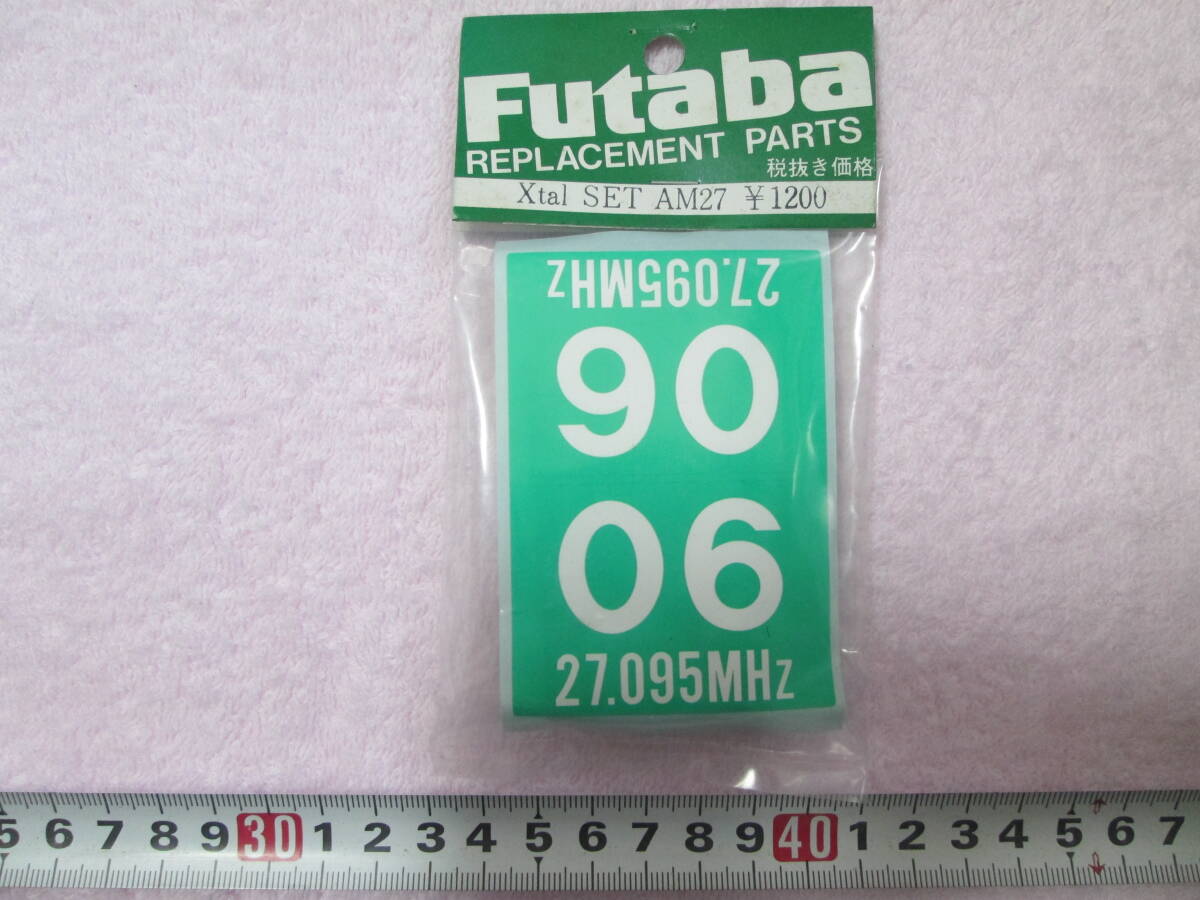 Futaba
REPLACEMENT PARTS
税抜き価格
Xtal SET AM27 ¥1200
27.095MHz
06
06
27.095MHz
5 6 7 8 9 30 1 2 3 4 5 6 7 8 9 40 1 2 3 4 5 6 7